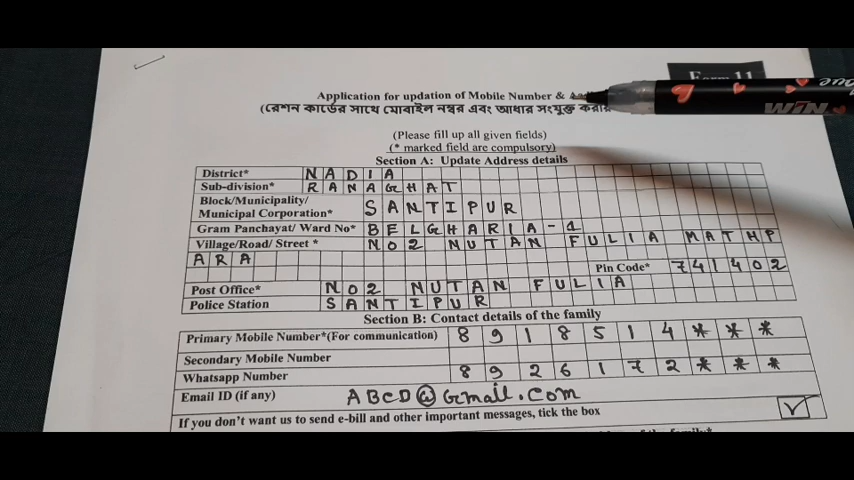 Form 11
Application for updation of Mobile Number &
(রেশন কার্ডের সাথে মোবাইল নম্বর এবং আধার সংযুক্ত করার
WIN
(Please fill up all given fields)
(* marked field are compulsory)
Section A: Update Address details
District* NADIA
Sub-division* RANAGHAT
Block/Municipality/
Municipal Corporation* SANTIPUR
Gram Panchayat/ Ward No* BELGHARIA-1
Village/Road/ Street * NO2 NUTAN FULIA MATHP
ARA
Pin Code* 741402
Post Office* NO2 NUTAN FULIA
Police Station SANTIPUR
Section B: Contact details of the family
Primary Mobile Number*(For communication) 8918514***
Secondary Mobile Number
Whatsapp Number 8926172***
Email ID (if any) ABCD@Gmail.com
If you don't want us to send e-bill and other important messages, tick the box